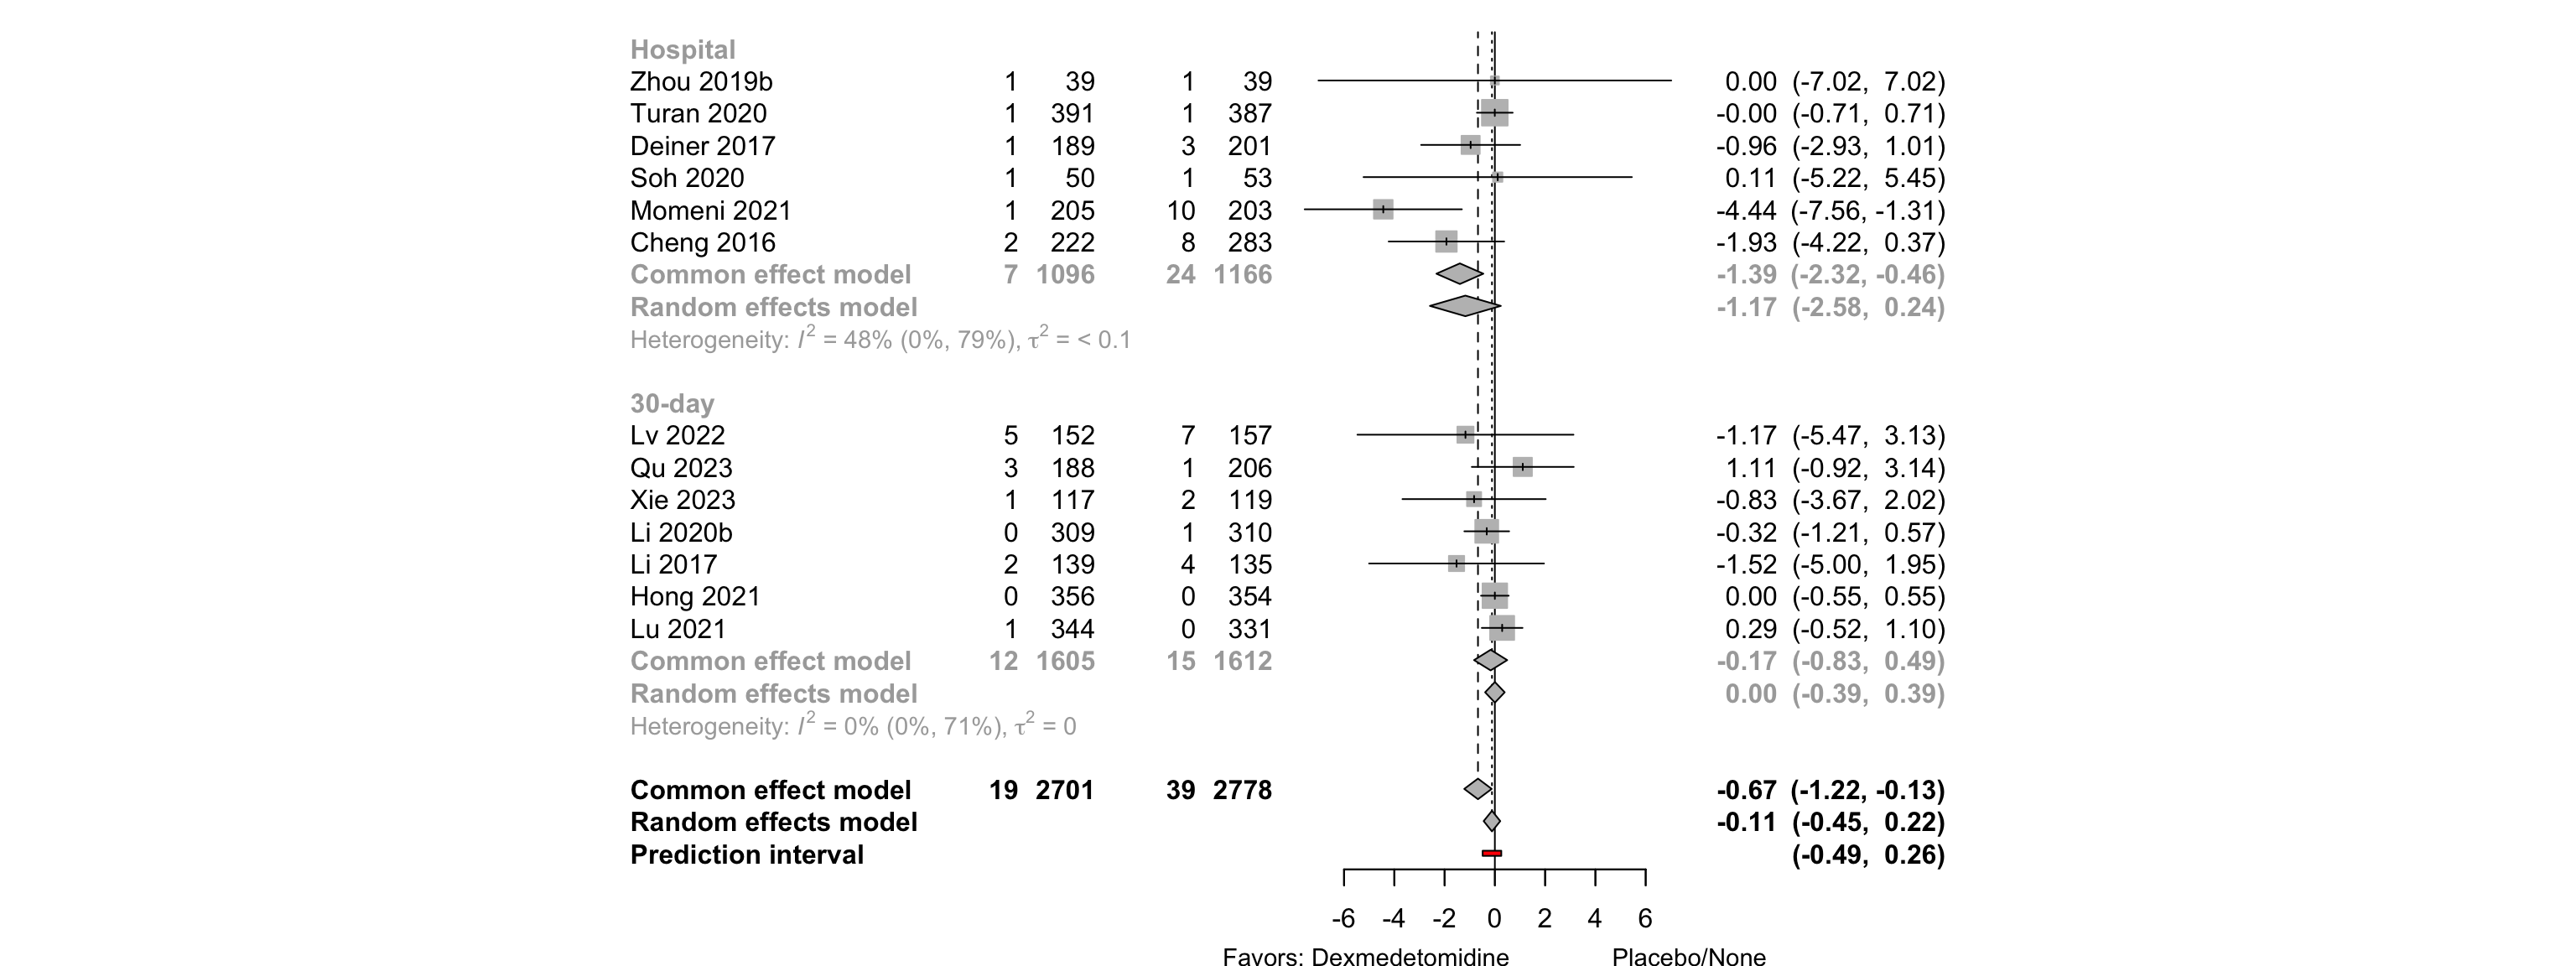 Hospital
Zhou 2019b 1 39 1 39 0.00 (-7.02, 7.02)
Turan 2020 1 391 1 387 -0.00 (-0.71, 0.71)
Deiner 2017 1 189 3 201 -0.96 (-2.93, 1.01)
Soh 2020 1 50 1 53 0.11 (-5.22, 5.45)
Momeni 2021 1 205 10 203 -4.44 (-7.56, -1.31)
Cheng 2016 2 222 8 283 -1.93 (-4.22, 0.37)
Common effect model 7 1096 24 1166 -1.39 (-2.32, -0.46)
Random effects model -1.17 (-2.58, 0.24)
Heterogeneity: I² = 48% (0%, 79%), τ² = < 0.1
30-day
Lv 2022 5 152 7 157 -1.17 (-5.47, 3.13)
Qu 2023 3 188 1 206 1.11 (-0.92, 3.14)
Xie 2023 1 117 2 119 -0.83 (-3.67, 2.02)
Li 2020b 0 309 1 310 -0.32 (-1.21, 0.57)
Li 2017 2 139 4 135 -1.52 (-5.00, 1.95)
Hong 2021 0 356 0 354 0.00 (-0.55, 0.55)
Lu 2021 1 344 0 331 0.29 (-0.52, 1.10)
Common effect model 12 1605 15 1612 -0.17 (-0.83, 0.49)
Random effects model 0.00 (-0.39, 0.39)
Heterogeneity: I² = 0% (0%, 71%), τ² = 0
Common effect model 19 2701 39 2778 -0.67 (-1.22, -0.13)
Random effects model -0.11 (-0.45, 0.22)
Prediction interval (-0.49, 0.26)
-6 -4 -2 0 2 4 6
Favors: Dexmedetomidine Placebo/None